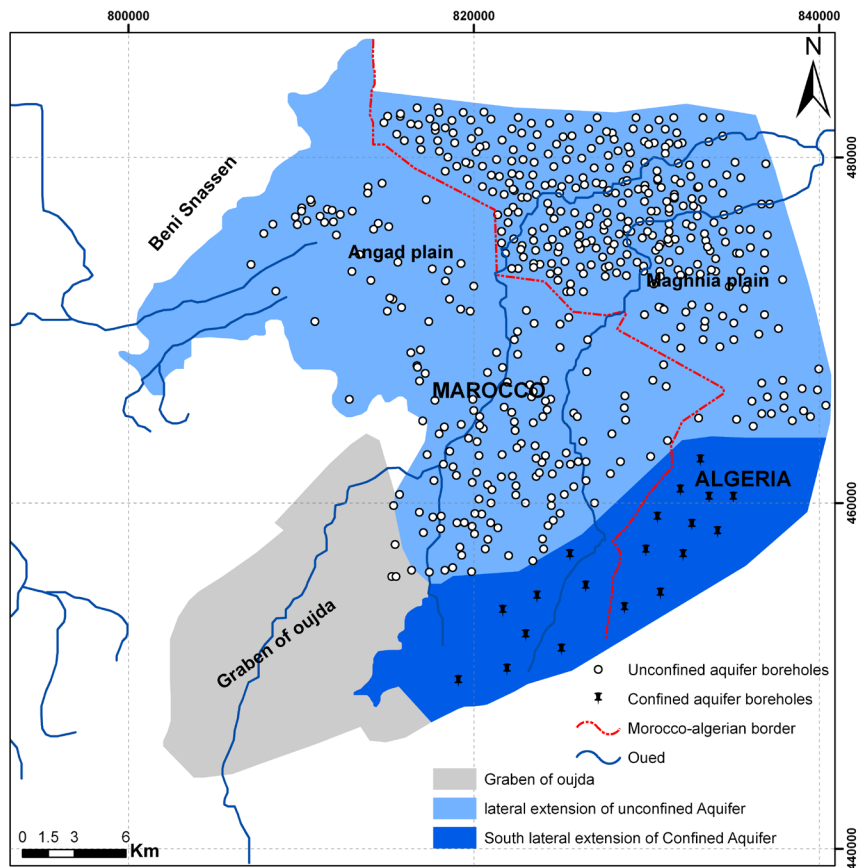 800000
820000
840000
N
480000
Beni Snassen
Angad plain
Maghnia plain
MAROCCO
ALGERIA
460000
Graben of oujda
Unconfined aquifer boreholes
Confined aquifer boreholes
Morocco-algerian border
Oued
Graben of oujda
lateral extension of unconfined Aquifer
South lateral extension of Confined Aquifer
0 1.5 3 6
Km
440000